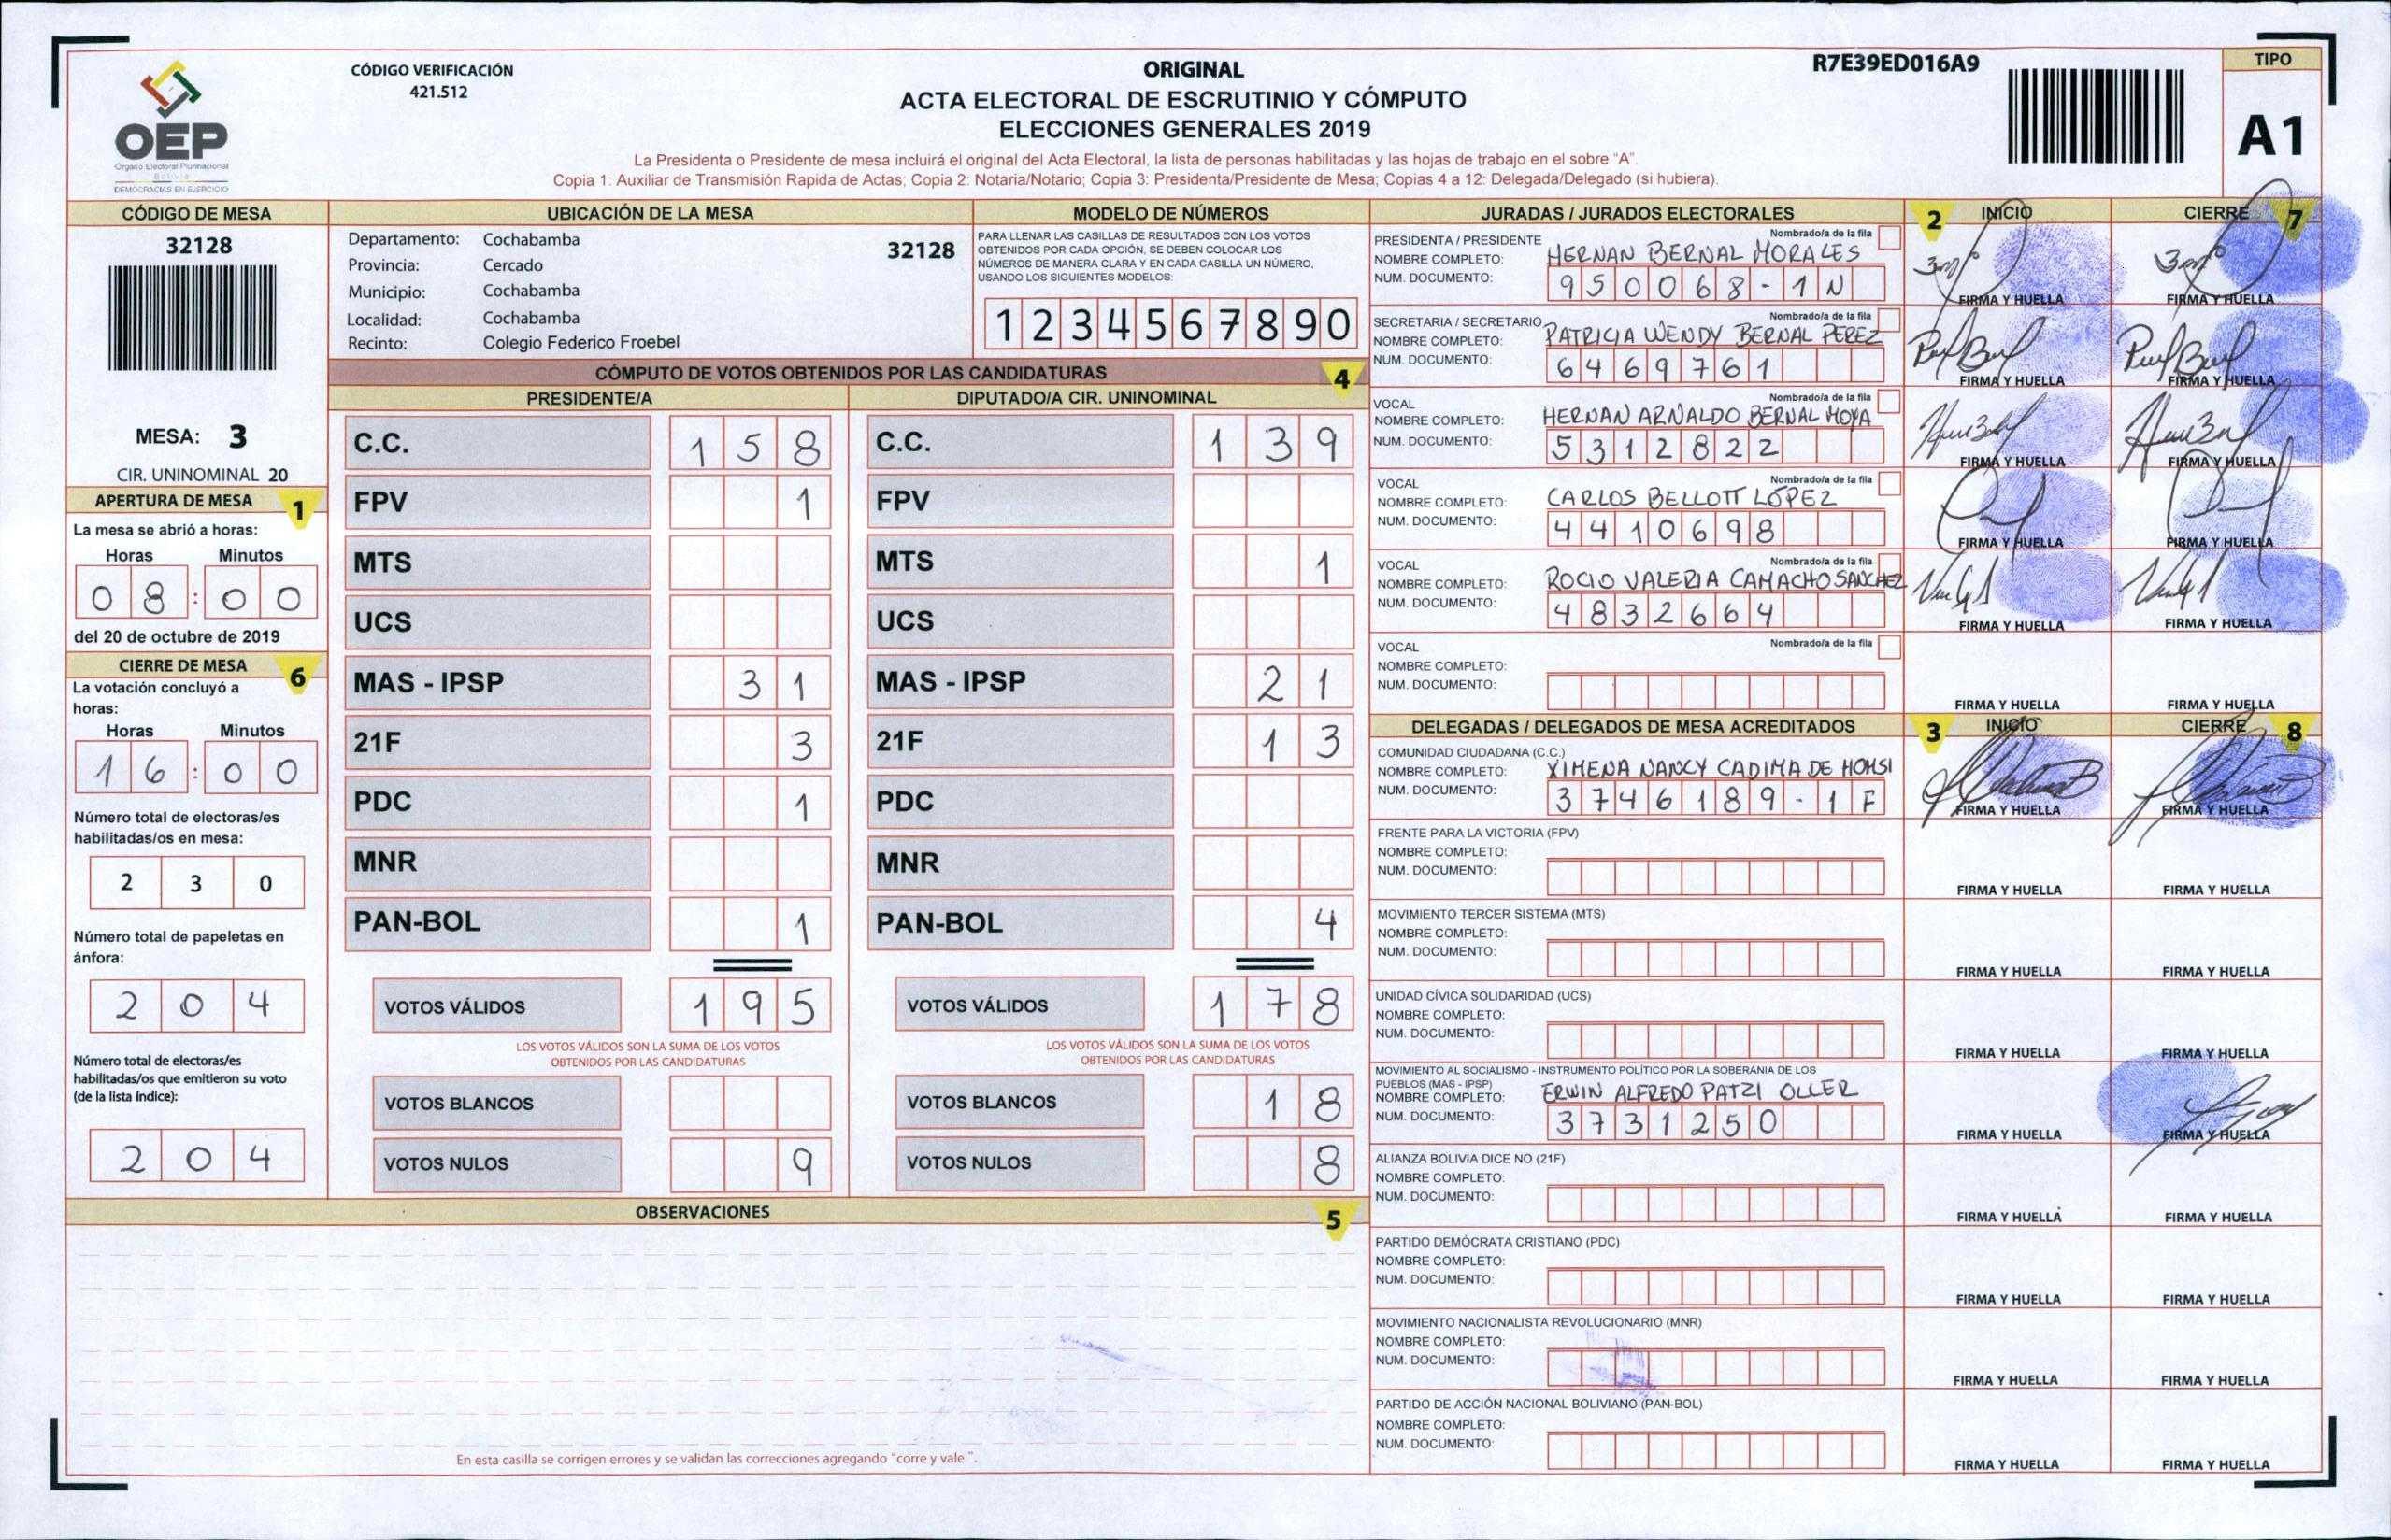 CÓDIGO VERIFICACIÓN
421.512
OEP
Órgano Electoral Plurinacional
Bolivia
DEMOCRACIAS EN EJERCICIO
ORIGINAL
ACTA ELECTORAL DE ESCRUTINIO Y CÓMPUTO
ELECCIONES GENERALES 2019
La Presidenta o Presidente de mesa incluirá el original del Acta Electoral, la lista de personas habilitadas y las hojas de trabajo en el sobre "A".
Copia 1: Auxiliar de Transmisión Rapida de Actas; Copia 2: Notaria/Notario; Copia 3: Presidenta/Presidente de Mesa; Copias 4 a 12: Delegada/Delegado (si hubiera).
R7E39ED016A9
TIPO
A1
CÓDIGO DE MESA
32128
MESA: 3
CIR. UNINOMINAL 20
APERTURA DE MESA 1
La mesa se abrió a horas:
Horas Minutos
08:00
del 20 de octubre de 2019
CIERRE DE MESA 6
La votación concluyó a
horas:
Horas Minutos
16:00
Número total de electoras/es
habilitadas/os en mesa:
230
Número total de papeletas en
ánfora:
204
Número total de electoras/es
habilitadas/os que emitieron su voto
(de la lista índice):
204
UBICACIÓN DE LA MESA
Departamento: Cochabamba 32128
Provincia: Cercado
Municipio: Cochabamba
Localidad: Cochabamba
Recinto: Colegio Federico Froebel
MODELO DE NÚMEROS
PARA LLENAR LAS CASILLAS DE RESULTADOS CON LOS VOTOS
OBTENIDOS POR CADA OPCIÓN, SE DEBEN COLOCAR LOS
NÚMEROS DE MANERA CLARA Y EN CADA CASILLA UN NÚMERO,
USANDO LOS SIGUIENTES MODELOS:
1 2 3 4 5 6 7 8 9 0
CÓMPUTO DE VOTOS OBTENIDOS POR LAS CANDIDATURAS 4
PRESIDENTE/A DIPUTADO/A CIR. UNINOMINAL
C.C. 158 C.C. 139
FPV 1 FPV
MTS MTS 1
UCS UCS
MAS - IPSP 31 MAS - IPSP 21
21F 3 21F 13
PDC 1 PDC
MNR MNR
PAN-BOL 1 PAN-BOL 4
VOTOS VÁLIDOS 195 VOTOS VÁLIDOS 178
LOS VOTOS VÁLIDOS SON LA SUMA DE LOS VOTOS LOS VOTOS VÁLIDOS SON LA SUMA DE LOS VOTOS
OBTENIDOS POR LAS CANDIDATURAS OBTENIDOS POR LAS CANDIDATURAS
VOTOS BLANCOS VOTOS BLANCOS 18
VOTOS NULOS 9 VOTOS NULOS 8
OBSERVACIONES 5
En esta casilla se corrigen errores y se validan las correcciones agregando "corre y vale ".
JURADAS / JURADOS ELECTORALES 2 INICIO CIERRE 7
PRESIDENTA / PRESIDENTE Nombrado/a de la fila
NOMBRE COMPLETO: HERNAN BERNAL MORALES
NUM. DOCUMENTO: 950068-1N
FIRMA Y HUELLA FIRMA Y HUELLA
SECRETARIA / SECRETARIO Nombrado/a de la fila
NOMBRE COMPLETO: PATRICIA WENDY BERNAL PEREZ
NUM. DOCUMENTO: 6469761
FIRMA Y HUELLA FIRMA Y HUELLA
VOCAL Nombrado/a de la fila
NOMBRE COMPLETO: HERNAN ARNALDO BERNAL MOYA
NUM. DOCUMENTO: 5312822
FIRMA Y HUELLA FIRMA Y HUELLA
VOCAL Nombrado/a de la fila
NOMBRE COMPLETO: CARLOS BELLOTT LÓPEZ
NUM. DOCUMENTO: 4410698
FIRMA Y HUELLA FIRMA Y HUELLA
VOCAL Nombrado/a de la fila
NOMBRE COMPLETO: ROCIO VALERIA CAMACHO SANCHEZ
NUM. DOCUMENTO: 4832664
FIRMA Y HUELLA FIRMA Y HUELLA
VOCAL Nombrado/a de la fila
NOMBRE COMPLETO:
NUM. DOCUMENTO:
FIRMA Y HUELLA FIRMA Y HUELLA
DELEGADAS / DELEGADOS DE MESA ACREDITADOS 3 INICIO CIERRE 8
COMUNIDAD CIUDADANA (C.C.)
NOMBRE COMPLETO: XIMENA NANCY CADIMA DE HOHSI
NUM. DOCUMENTO: 3746189-1F
FIRMA Y HUELLA FIRMA Y HUELLA
FRENTE PARA LA VICTORIA (FPV)
NOMBRE COMPLETO:
NUM. DOCUMENTO:
FIRMA Y HUELLA FIRMA Y HUELLA
MOVIMIENTO TERCER SISTEMA (MTS)
NOMBRE COMPLETO:
NUM. DOCUMENTO:
FIRMA Y HUELLA FIRMA Y HUELLA
UNIDAD CÍVICA SOLIDARIDAD (UCS)
NOMBRE COMPLETO:
NUM. DOCUMENTO:
FIRMA Y HUELLA FIRMA Y HUELLA
MOVIMIENTO AL SOCIALISMO - INSTRUMENTO POLÍTICO POR LA SOBERANIA DE LOS
PUEBLOS (MAS - IPSP)
NOMBRE COMPLETO: ERWIN ALFREDO PATZI OLLER
NUM. DOCUMENTO: 3731250
FIRMA Y HUELLA FIRMA Y HUELLA
ALIANZA BOLIVIA DICE NO (21F)
NOMBRE COMPLETO:
NUM. DOCUMENTO:
FIRMA Y HUELLA FIRMA Y HUELLA
PARTIDO DEMÓCRATA CRISTIANO (PDC)
NOMBRE COMPLETO:
NUM. DOCUMENTO:
FIRMA Y HUELLA FIRMA Y HUELLA
MOVIMIENTO NACIONALISTA REVOLUCIONARIO (MNR)
NOMBRE COMPLETO:
NUM. DOCUMENTO:
FIRMA Y HUELLA FIRMA Y HUELLA
PARTIDO DE ACCIÓN NACIONAL BOLIVIANO (PAN-BOL)
NOMBRE COMPLETO:
NUM. DOCUMENTO:
FIRMA Y HUELLA FIRMA Y HUELLA